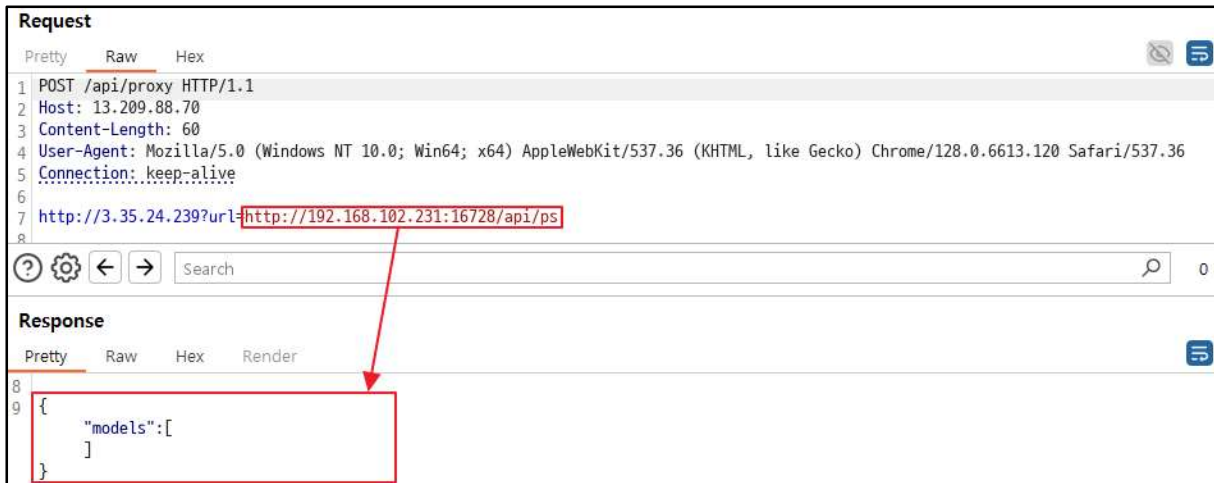 Request
Pretty Raw Hex
1 POST /api/proxy HTTP/1.1
2 Host: 13.209.88.70
3 Content-Length: 60
4 User-Agent: Mozilla/5.0 (Windows NT 10.0; Win64; x64) AppleWebKit/537.36 (KHTML, like Gecko) Chrome/128.0.6613.120 Safari/537.36
5 Connection: keep-alive
6
7 http://3.35.24.239?url=http://192.168.102.231:16728/api/ps
8
Search 0
Response
Pretty Raw Hex Render
8
9 {
"models":[
]
}